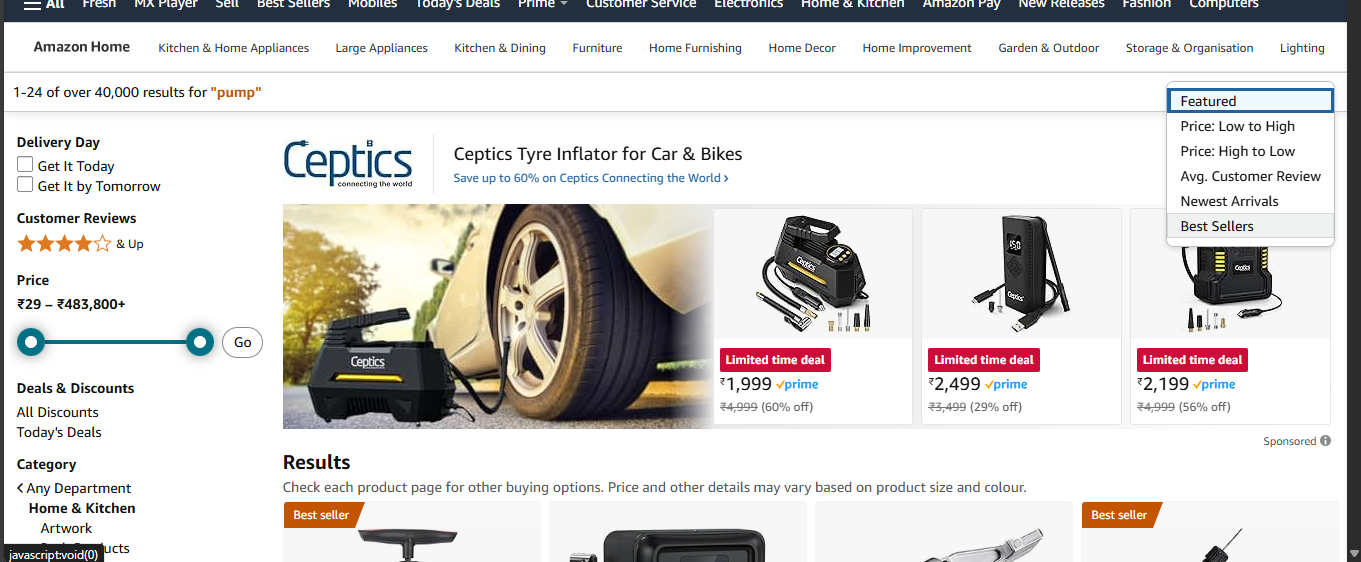 All Fresh MX Player Sell Best Sellers Mobiles Today's Deals Prime Customer Service Electronics Home & Kitchen Amazon Pay New Releases Fashion Computers
Amazon Home Kitchen & Home Appliances Large Appliances Kitchen & Dining Furniture Home Furnishing Home Decor Home Improvement Garden & Outdoor Storage & Organisation Lighting
1-24 of over 40,000 results for "pump"
Featured
Price: Low to High
Price: High to Low
Avg. Customer Review
Newest Arrivals
Best Sellers
Delivery Day
Get It Today
Get It by Tomorrow
Customer Reviews
& Up
Price
₹29 – ₹483,800+
Go
Deals & Discounts
All Discounts
Today's Deals
Category
Any Department
Home & Kitchen
Artwork
javascript:void(0)
Ceptics
connecting the world
Ceptics Tyre Inflator for Car & Bikes
Save up to 60% on Ceptics Connecting the World ›
Ceptics
Ceptics
150
Ceptics
Ceptics
Limited time deal
₹1,999 prime
₹4,999 (60% off)
Limited time deal
₹2,499 prime
₹3,499 (29% off)
Limited time deal
₹2,199 prime
₹4,999 (56% off)
Sponsored
Results
Check each product page for other buying options. Price and other details may vary based on product size and colour.
Best seller
Best seller